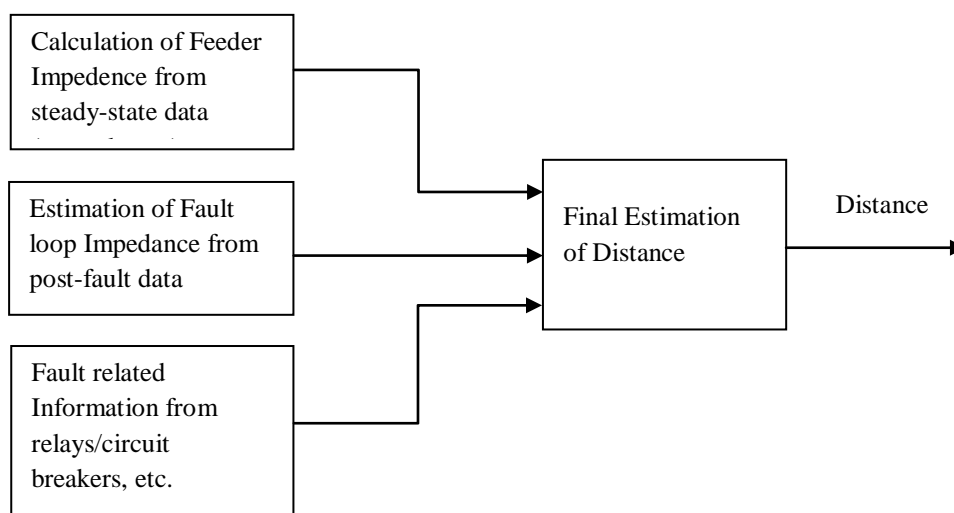 Calculation of Feeder
Impedence from
steady-state data
Estimation of Fault
loop Impedance from
post-fault data
Fault related
Information from
relays/circuit
breakers, etc.
Final Estimation
of Distance
Distance